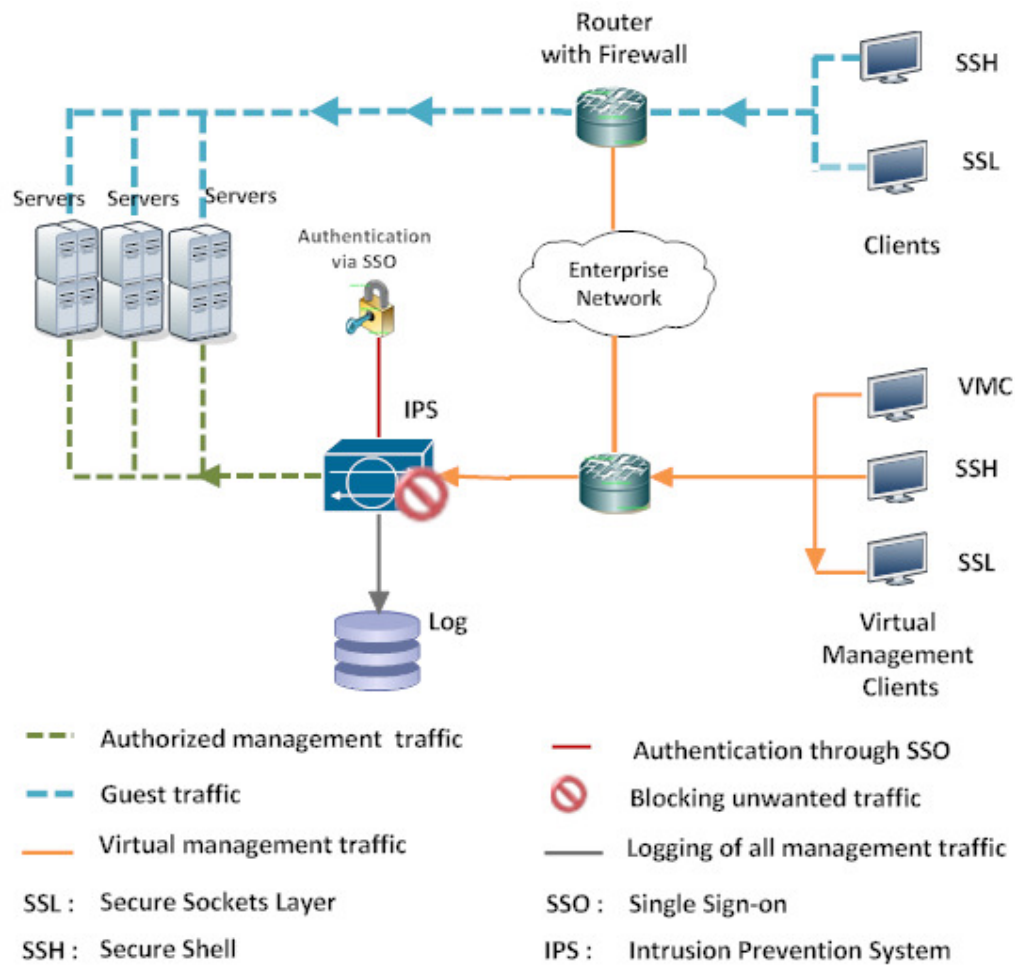 Router
with Firewall
SSH
SSL
Clients
Servers
Servers
Servers
Authentication
via SSO
Enterprise
Network
IPS
VMC
SSH
SSL
Log
Virtual
Management
Clients
Authorized management traffic
Authentication through SSO
Guest traffic
Blocking unwanted traffic
Virtual management traffic
Logging of all management traffic
SSL : Secure Sockets Layer
SSO : Single Sign-on
SSH : Secure Shell
IPS : Intrusion Prevention System